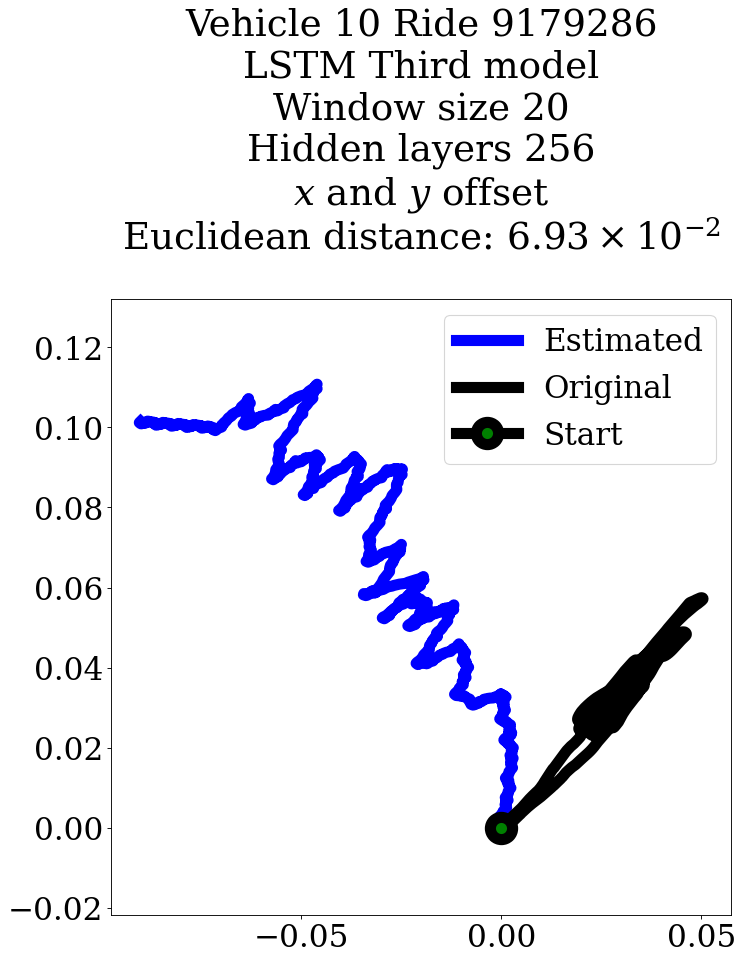 Vehicle 10 Ride 9179286
LSTM Third model
Window size 20
Hidden layers 256
x and y offset
Euclidean distance: 6.93 × 10⁻²
Estimated
Original
Start
0.12
0.10
0.08
0.06
0.04
0.02
0.00
−0.02
−0.05
0.00
0.05